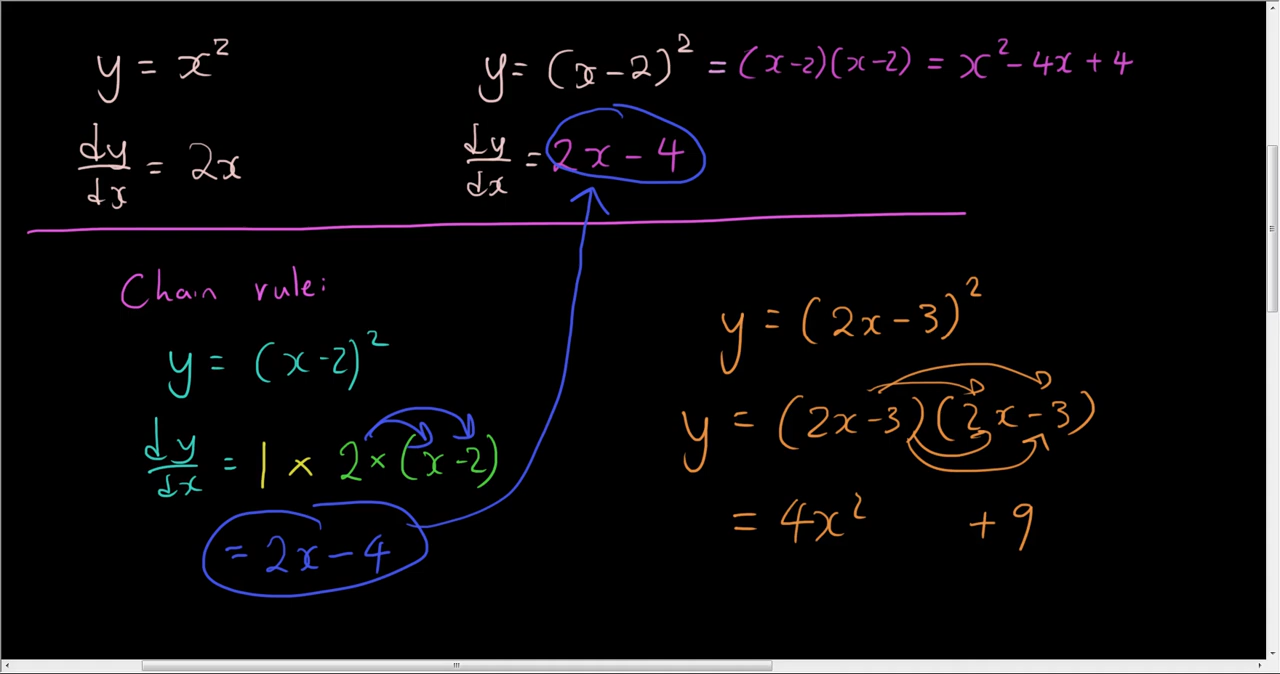 y = x²
dy/dx = 2x
y = (x-2)² = (x-2)(x-2) = x² - 4x + 4
dy/dx = 2x - 4
Chain rule:
y = (x-2)²
dy/dx = 1 × 2 × (x-2)
= 2x - 4
y = (2x-3)²
y = (2x-3)(2x-3)
= 4x² + 9